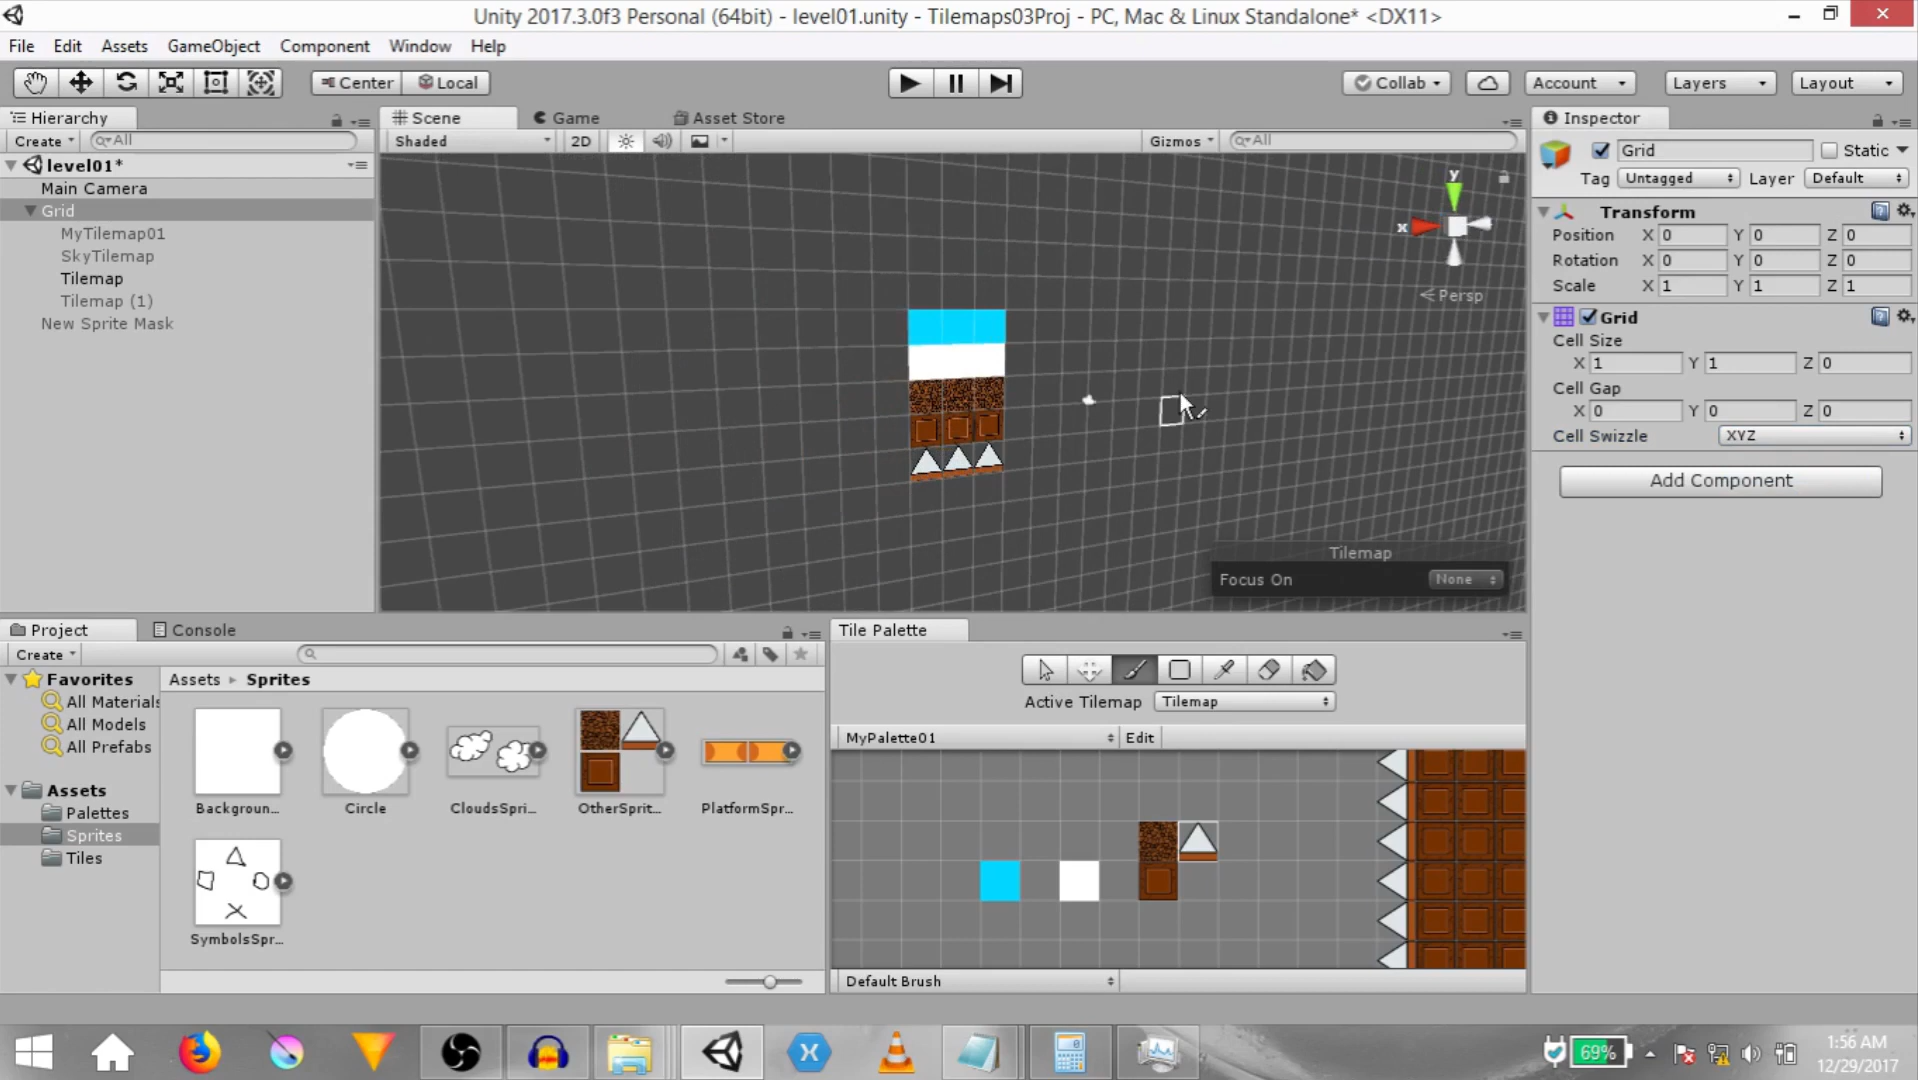 Unity 2017.3.0f3 Personal (64bit) - level01.unity - Tilemaps03Proj - PC, Mac & Linux Standalone* <DX11>
File Edit Assets GameObject Component Window Help
Center Local Collab Account Layers Layout
Hierarchy
Create All
level01*
Main Camera
Grid
MyTilemap01
SkyTilemap
Tilemap
Tilemap (1)
New Sprite Mask
Scene Game Asset Store
Shaded 2D Gizmos All
y
x
Persp
Tilemap
Focus On None
Inspector
Grid Static
Tag Untagged Layer Default
Transform
Position X 0 Y 0 Z 0
Rotation X 0 Y 0 Z 0
Scale X 1 Y 1 Z 1
Grid
Cell Size
X 1 Y 1 Z 0
Cell Gap
X 0 Y 0 Z 0
Cell Swizzle XYZ
Add Component
Project Console
Create
Favorites
All Materials
All Models
All Prefabs
Assets
Palettes
Sprites
Tiles
Assets Sprites
Backgroun... Circle CloudsSpri... OtherSprit... PlatformSpr...
SymbolsSpr...
Tile Palette
Active Tilemap Tilemap
MyPalette01 Edit
Default Brush
69%
1:56 AM
12/29/2017